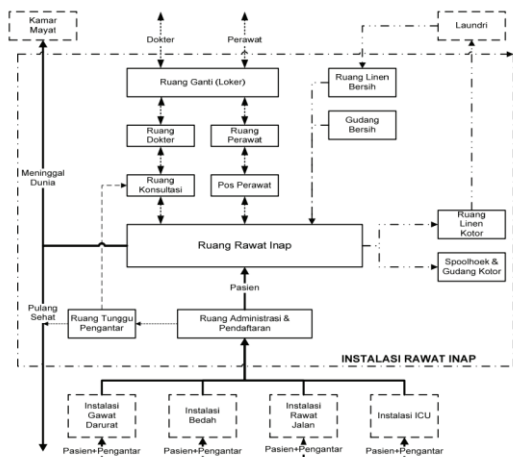 Kamar
Mayat
Dokter
Perawat
Laundri
Ruang Ganti (Loker)
Ruang Linen
Bersih
Gudang
Bersih
Ruang
Dokter
Ruang
Perawat
Meninggal
Dunia
Ruang
Konsultasi
Pos Perawat
Ruang Rawat Inap
Ruang
Linen
Kotor
Spoolhoek &
Gudang Kotor
Pasien
Pulang
Sehat
Ruang Tunggu
Pengantar
Ruang Administrasi &
Pendaftaran
INSTALASI RAWAT INAP
Instalasi
Gawat
Darurat
Instalasi
Bedah
Instalasi
Rawat
Jalan
Instalasi ICU
Pasien+Pengantar
Pasien+Pengantar
Pasien+Pengantar
Pasien+Pengantar